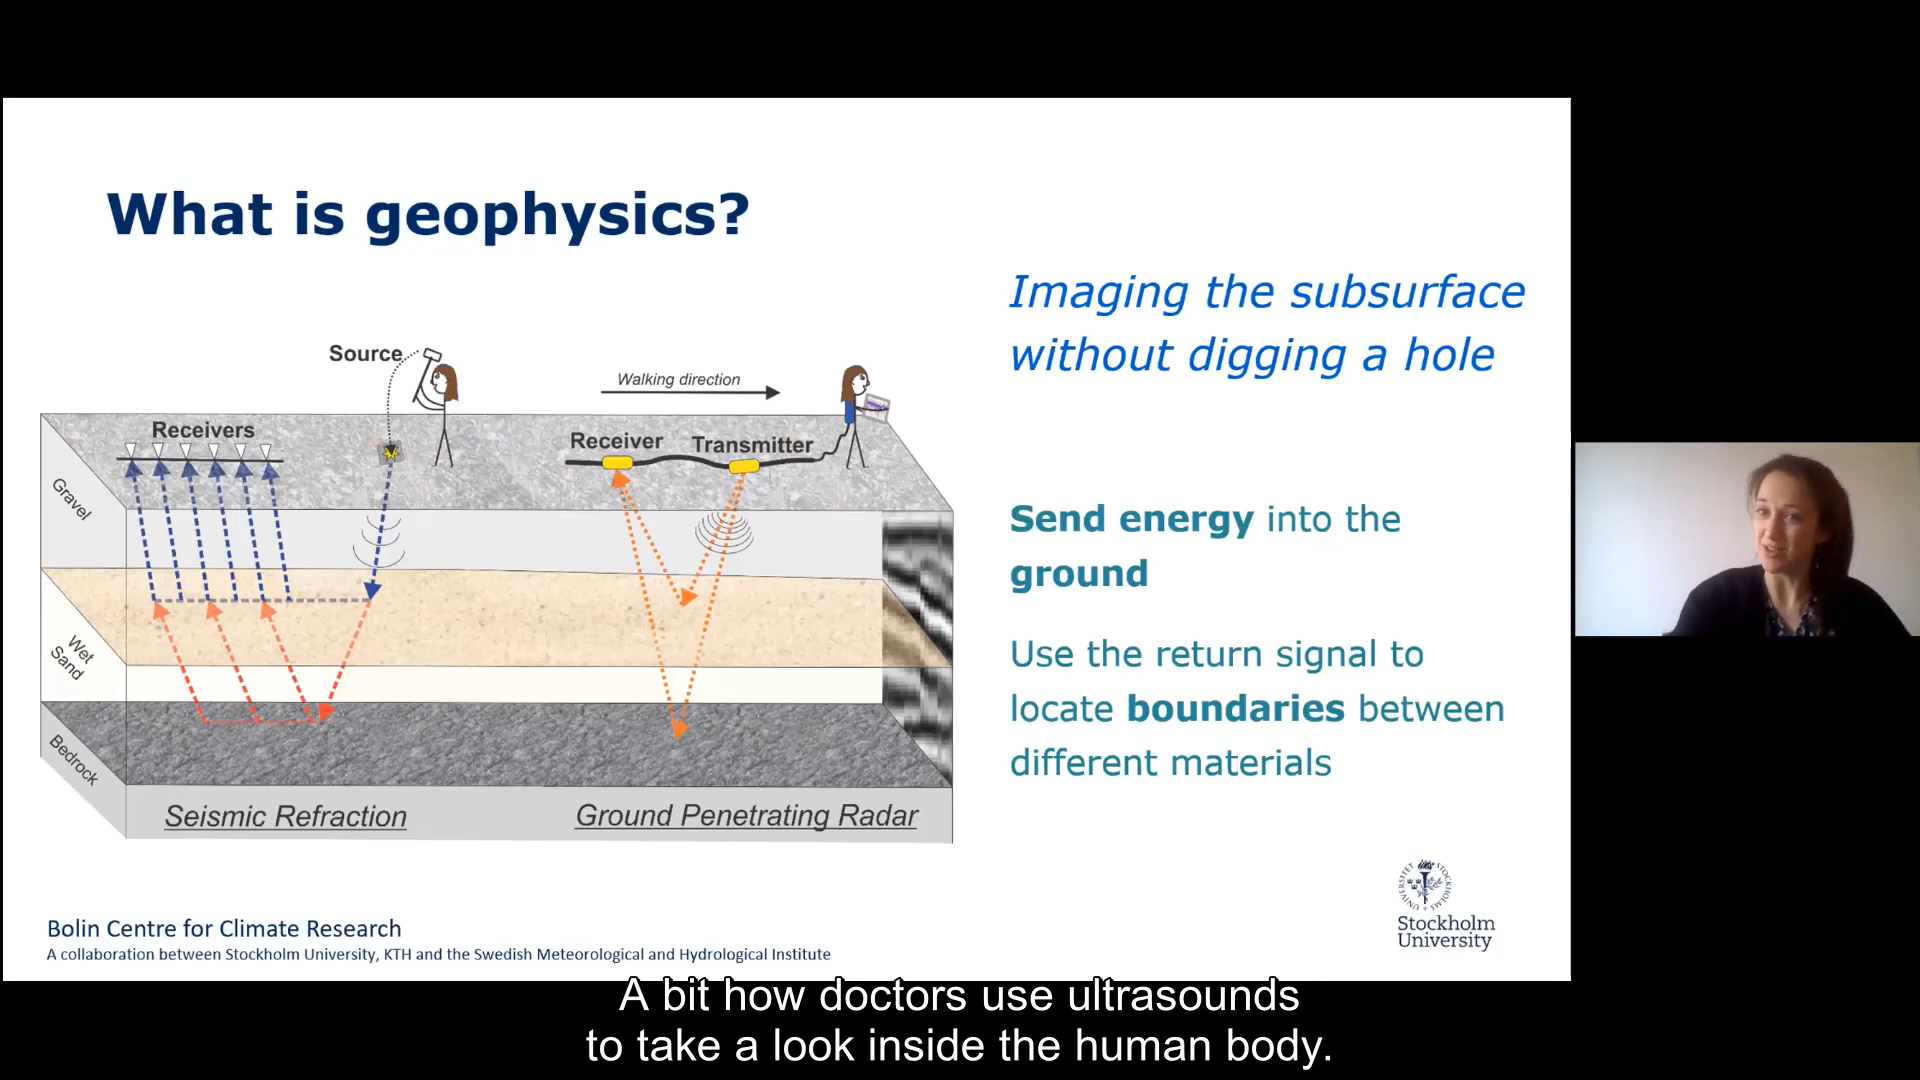 What is geophysics?
Imaging the subsurface
without digging a hole
Source
Walking direction
Receivers
Receiver
Transmitter
Gravel
Wet
Sand
Bedrock
Seismic Refraction
Ground Penetrating Radar
Send energy into the
ground
Use the return signal to
locate boundaries between
different materials
Bolin Centre for Climate Research
A collaboration between Stockholm University, KTH and the Swedish Meteorological and Hydrological Institute
Stockholm
University
A bit how doctors use ultrasounds
to take a look inside the human body.